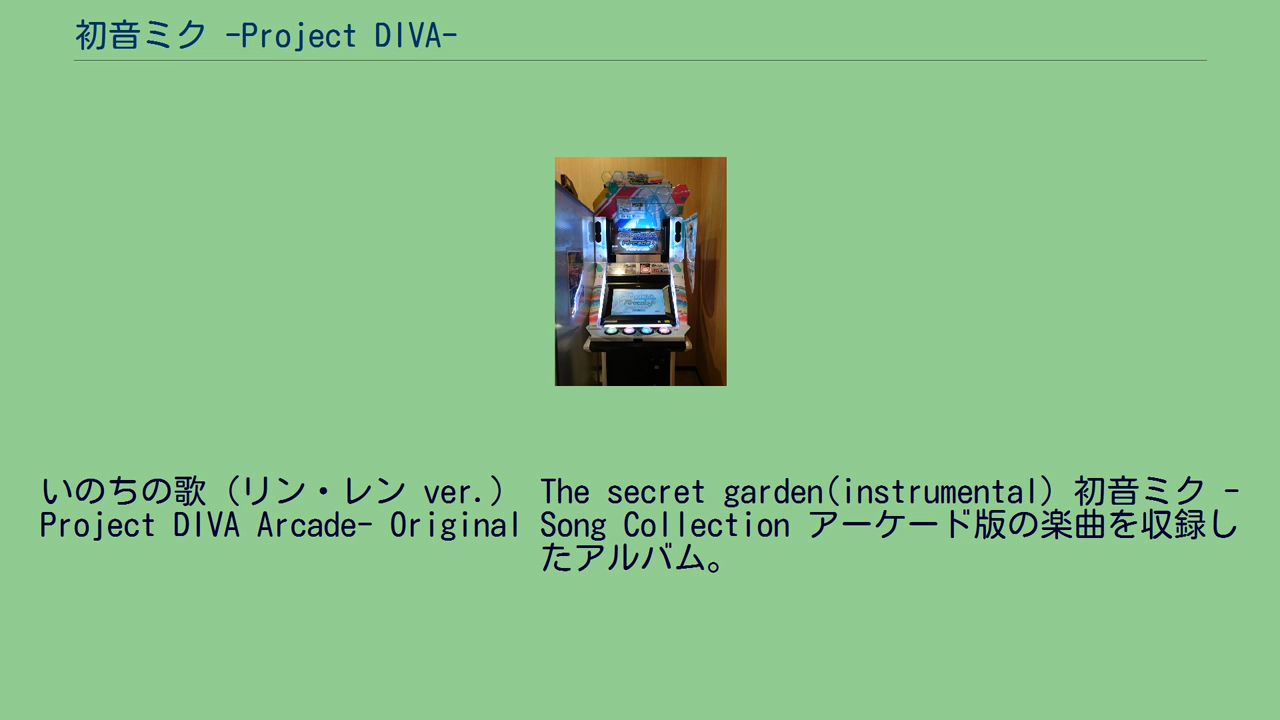 初音ミク -Project DIVA-
いのちの歌（リン・レン ver.） The secret garden(instrumental) 初音ミク -
Project DIVA Arcade- Original Song Collection アーケード版の楽曲を収録し
たアルバム。